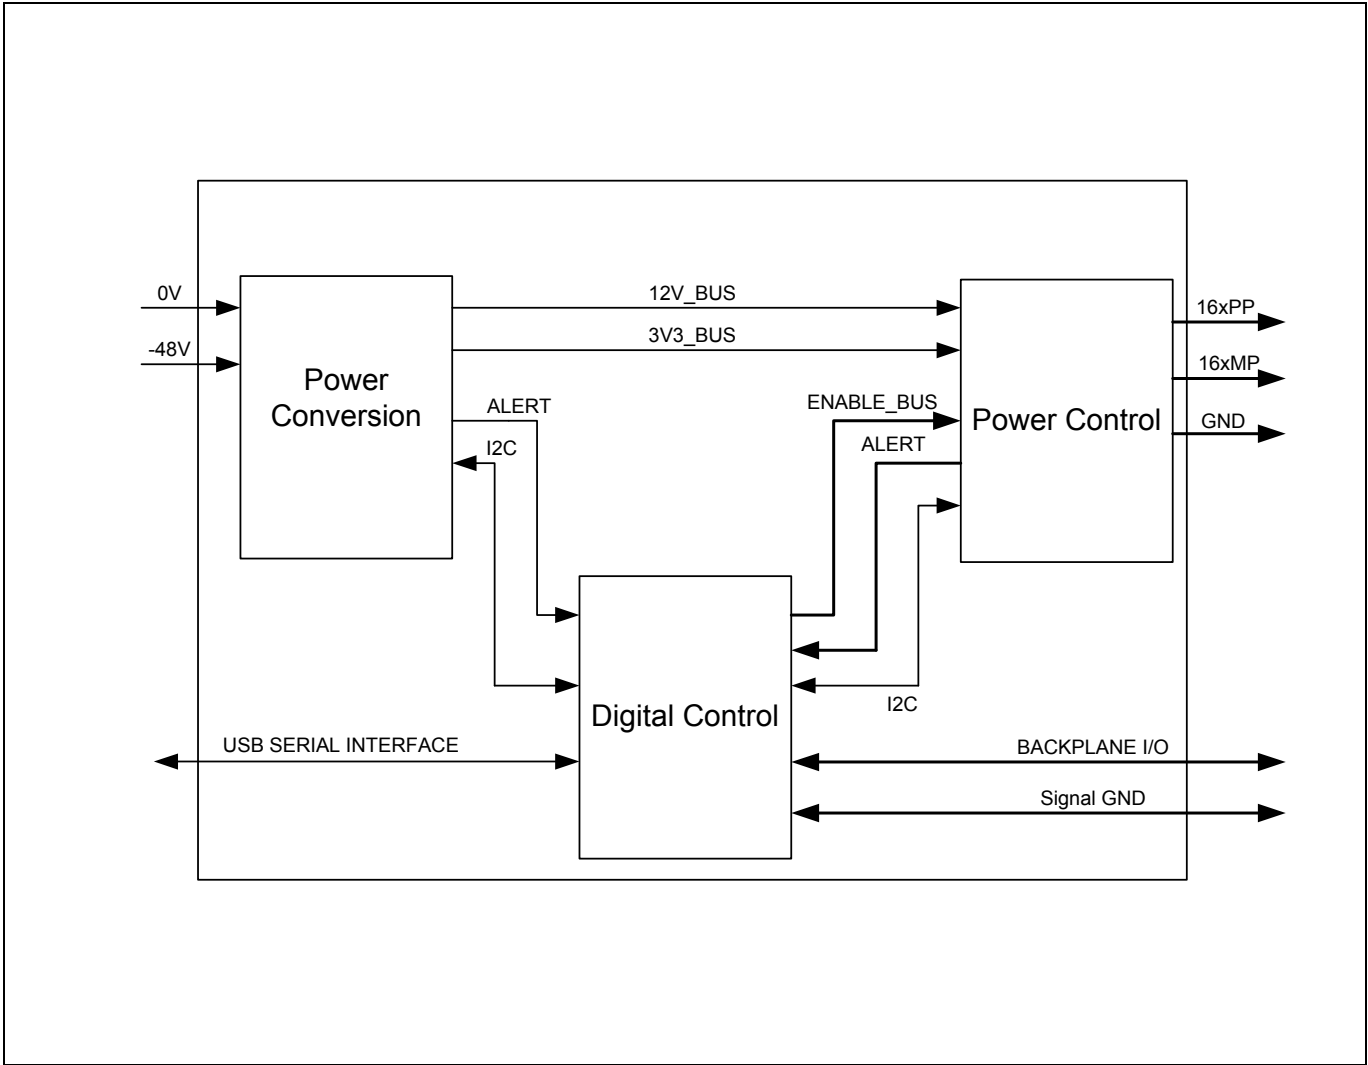 0V
12V_BUS
16xPP
3V3_BUS
-48V
16xMP
Power
Conversion
ALERT
ENABLE_BUS
Power Control
GND
I2C
ALERT
I2C
Digital Control
USB SERIAL INTERFACE
BACKPLANE I/O
Signal GND